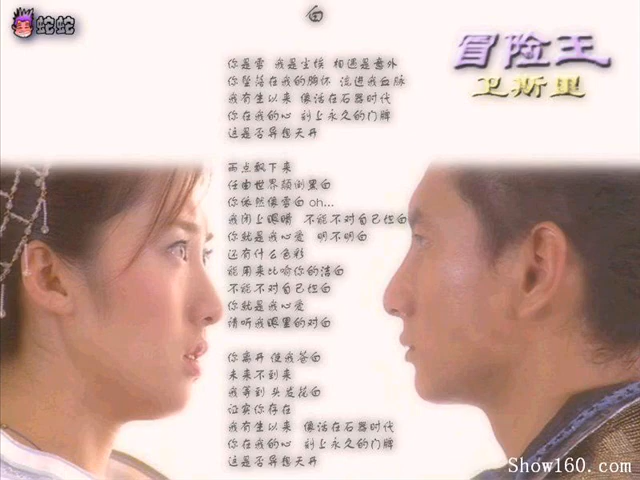 白
蛇蛇
冒险王
卫斯里
你是雪 我是尘埃 相遇是意外
你坠落在我的胸怀 流进我血脉
我有生以来 像活在石器时代
你在我的心 刻上永久的门牌
这是否异想天开
雨点飘下来
任由世界颠倒黑白
你依然像雪白 oh...
我闭上眼睛 不能不对自己坦白
你就是我心爱 明不明白
还有什么色彩
能用来比喻你的洁白
不能不对自己坦白
你就是我心爱
请听我眼里的对白
你离开 使我苍白
未来不到来
我等到 头发花白
证实你存在
我有生以来 像活在石器时代
你在我的心 刻上永久的门牌
这是否异想天开
Show160.com